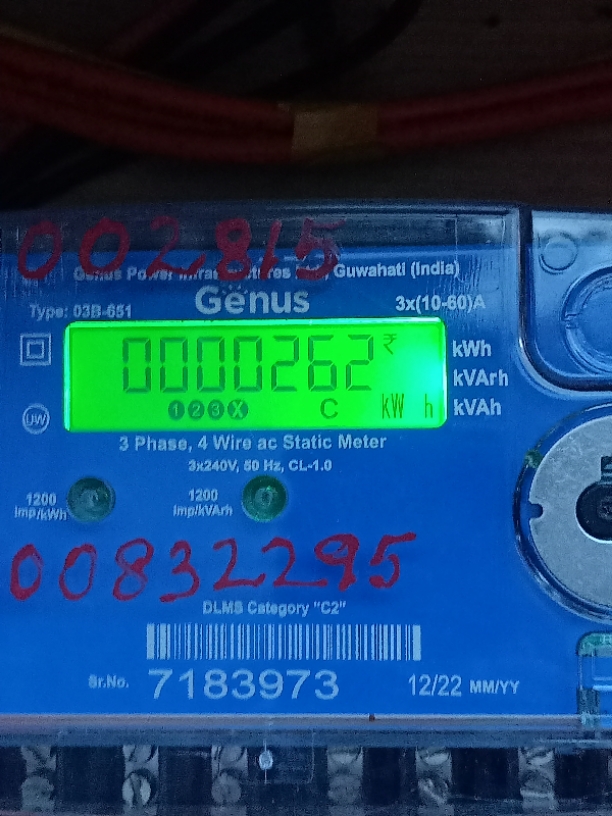 002815
Genus Power Infrastructures Guwahati (India)
Genus
Type: 03B-651
3x(10-60)A
0000262 ₹
kWh
kVArh
kVAh
1 2 3 X C kW h
UW
3 Phase, 4 Wire ac Static Meter
3x240V, 50 Hz, CL-1.0
1200
Imp/kWh
1200
Imp/kVArh
00832295
DLMS Category "C2"
Sr.No. 7183973 12/22 MM/YY